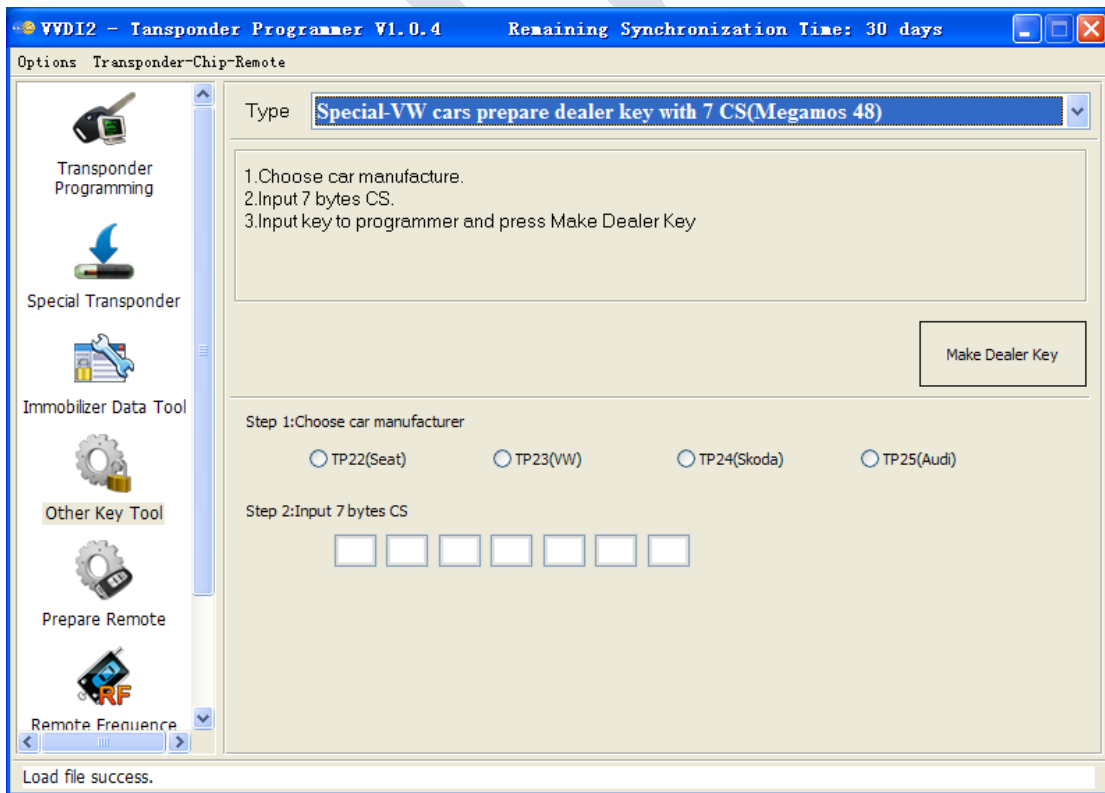 VVDI2 - Tansponder Programmer V1.0.4 Remaining Synchronization Time: 30 days
Options Transponder-Chip-Remote
Transponder
Programming
Special Transponder
Immobilizer Data Tool
Other Key Tool
Prepare Remote
RF
Remote Frequence
Type Special-VW cars prepare dealer key with 7 CS(Megamos 48)
1.Choose car manufacture.
2.Input 7 bytes CS.
3.Input key to programmer and press Make Dealer Key
Make Dealer Key
Step 1:Choose car manufacturer
TP22(Seat) TP23(VW) TP24(Skoda) TP25(Audi)
Step 2:Input 7 bytes CS
Load file success.